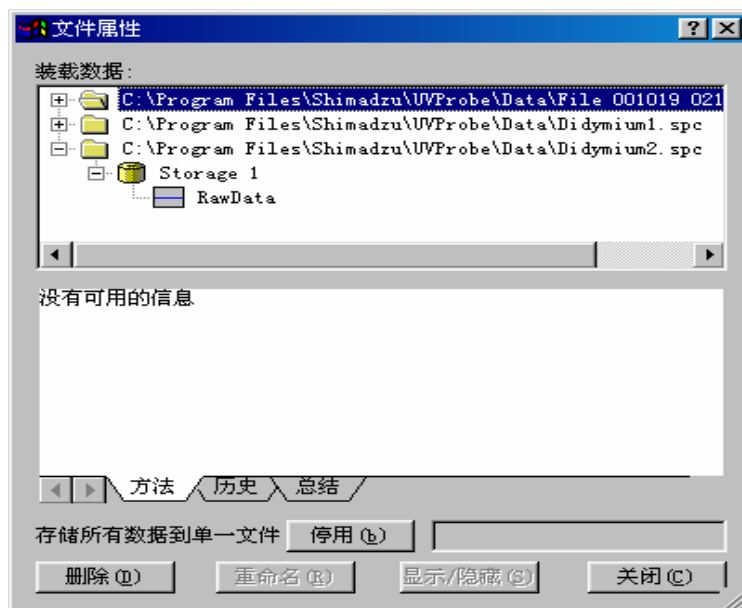 文件属性
装载数据:
C:\Program Files\Shimadzu\UVProbe\Data\File 001019 021
C:\Program Files\Shimadzu\UVProbe\Data\Didymium1.spc
C:\Program Files\Shimadzu\UVProbe\Data\Didymium2.spc
Storage 1
RawData
没有可用的信息
方法 历史 总结
存储所有数据到单一文件 停用(b)
删除(D) 重命名(R) 显示/隐藏(S) 关闭(C)